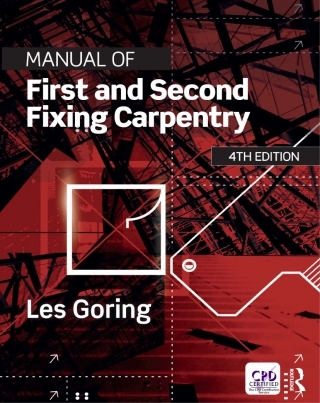 MANUAL OF
First and Second
Fixing Carpentry
4TH EDITION
Les Goring
CPD
CERTIFIED